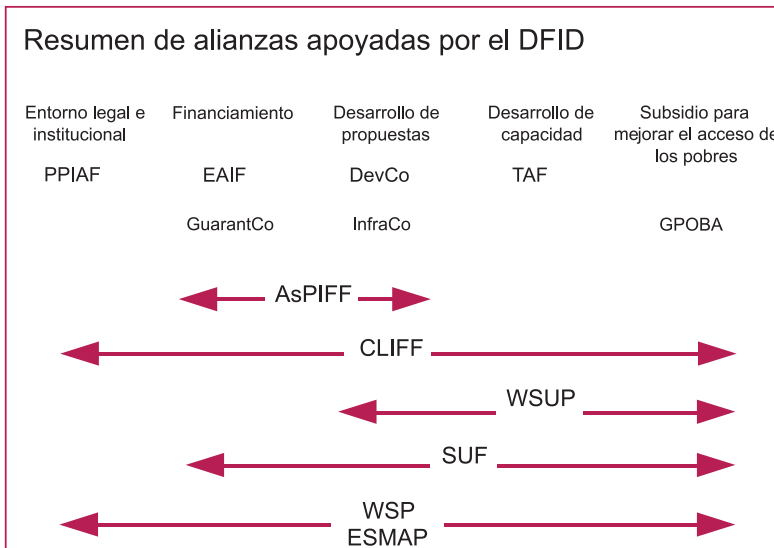 Resumen de alianzas apoyadas por el DFID
Entorno legal e
institucional
Financiamiento
Desarrollo de
propuestas
Desarrollo de
capacidad
Subsidio para
mejorar el acceso de
los pobres
PPIAF
EAIF
DevCo
TAF
GuarantCo
InfraCo
GPOBA
AsPIFF
CLIFF
WSUP
SUF
WSP
ESMAP